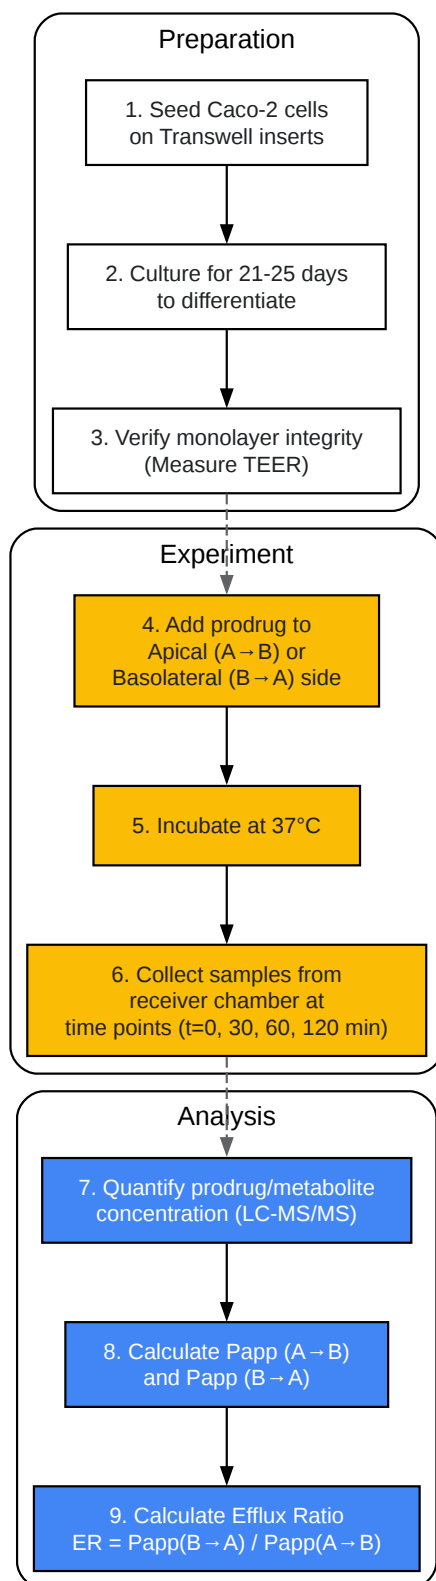 Preparation
1. Seed Caco-2 cells
on Transwell inserts
2. Culture for 21-25 days
to differentiate
3. Verify monolayer integrity
(Measure TEER)
Experiment
4. Add prodrug to
Apical (A→B) or
Basolateral (B→A) side
5. Incubate at 37°C
6. Collect samples from
receiver chamber at
time points (t=0, 30, 60, 120 min)
Analysis
7. Quantify prodrug/metabolite
concentration (LC-MS/MS)
8. Calculate Papp (A→B)
and Papp (B→A)
9. Calculate Efflux Ratio
ER = Papp(B→A) / Papp(A→B)